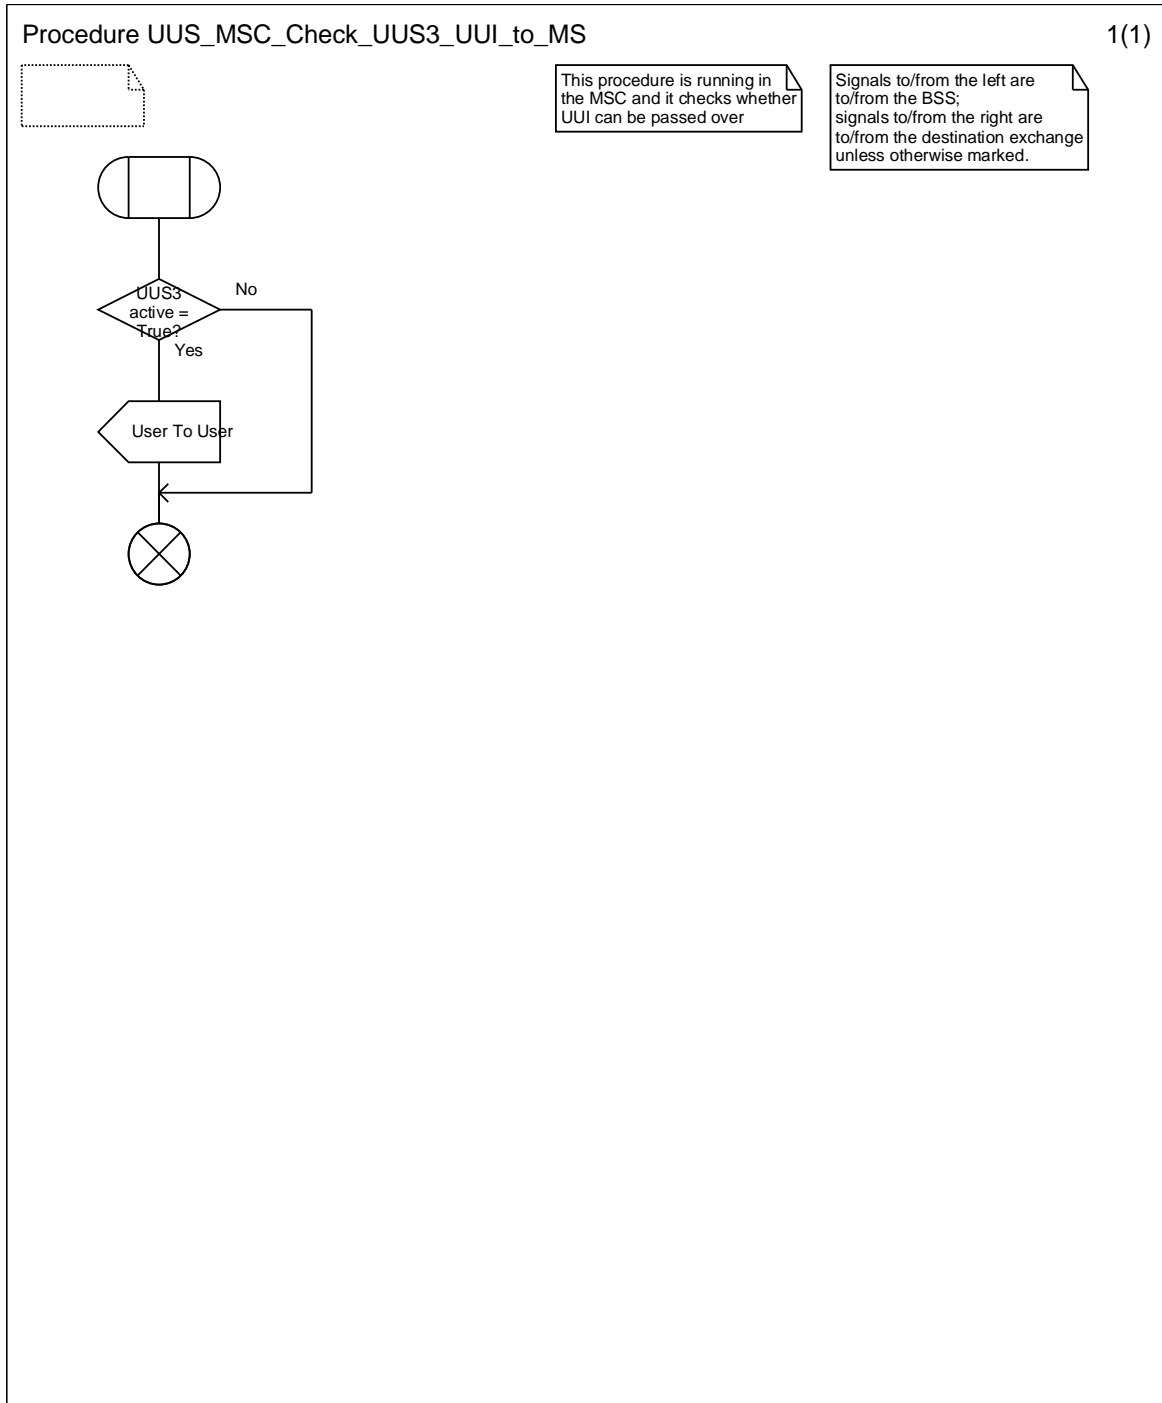 Procedure UUS_MSC_Check_UUS3_UUI_to_MS
1(1)
This procedure is running in
the MSC and it checks whether
UUI can be passed over
Signals to/from the left are
to/from the BSS;
signals to/from the right are
to/from the destination exchange
unless otherwise marked.
UUS3
active =
True?
No
Yes
User To User